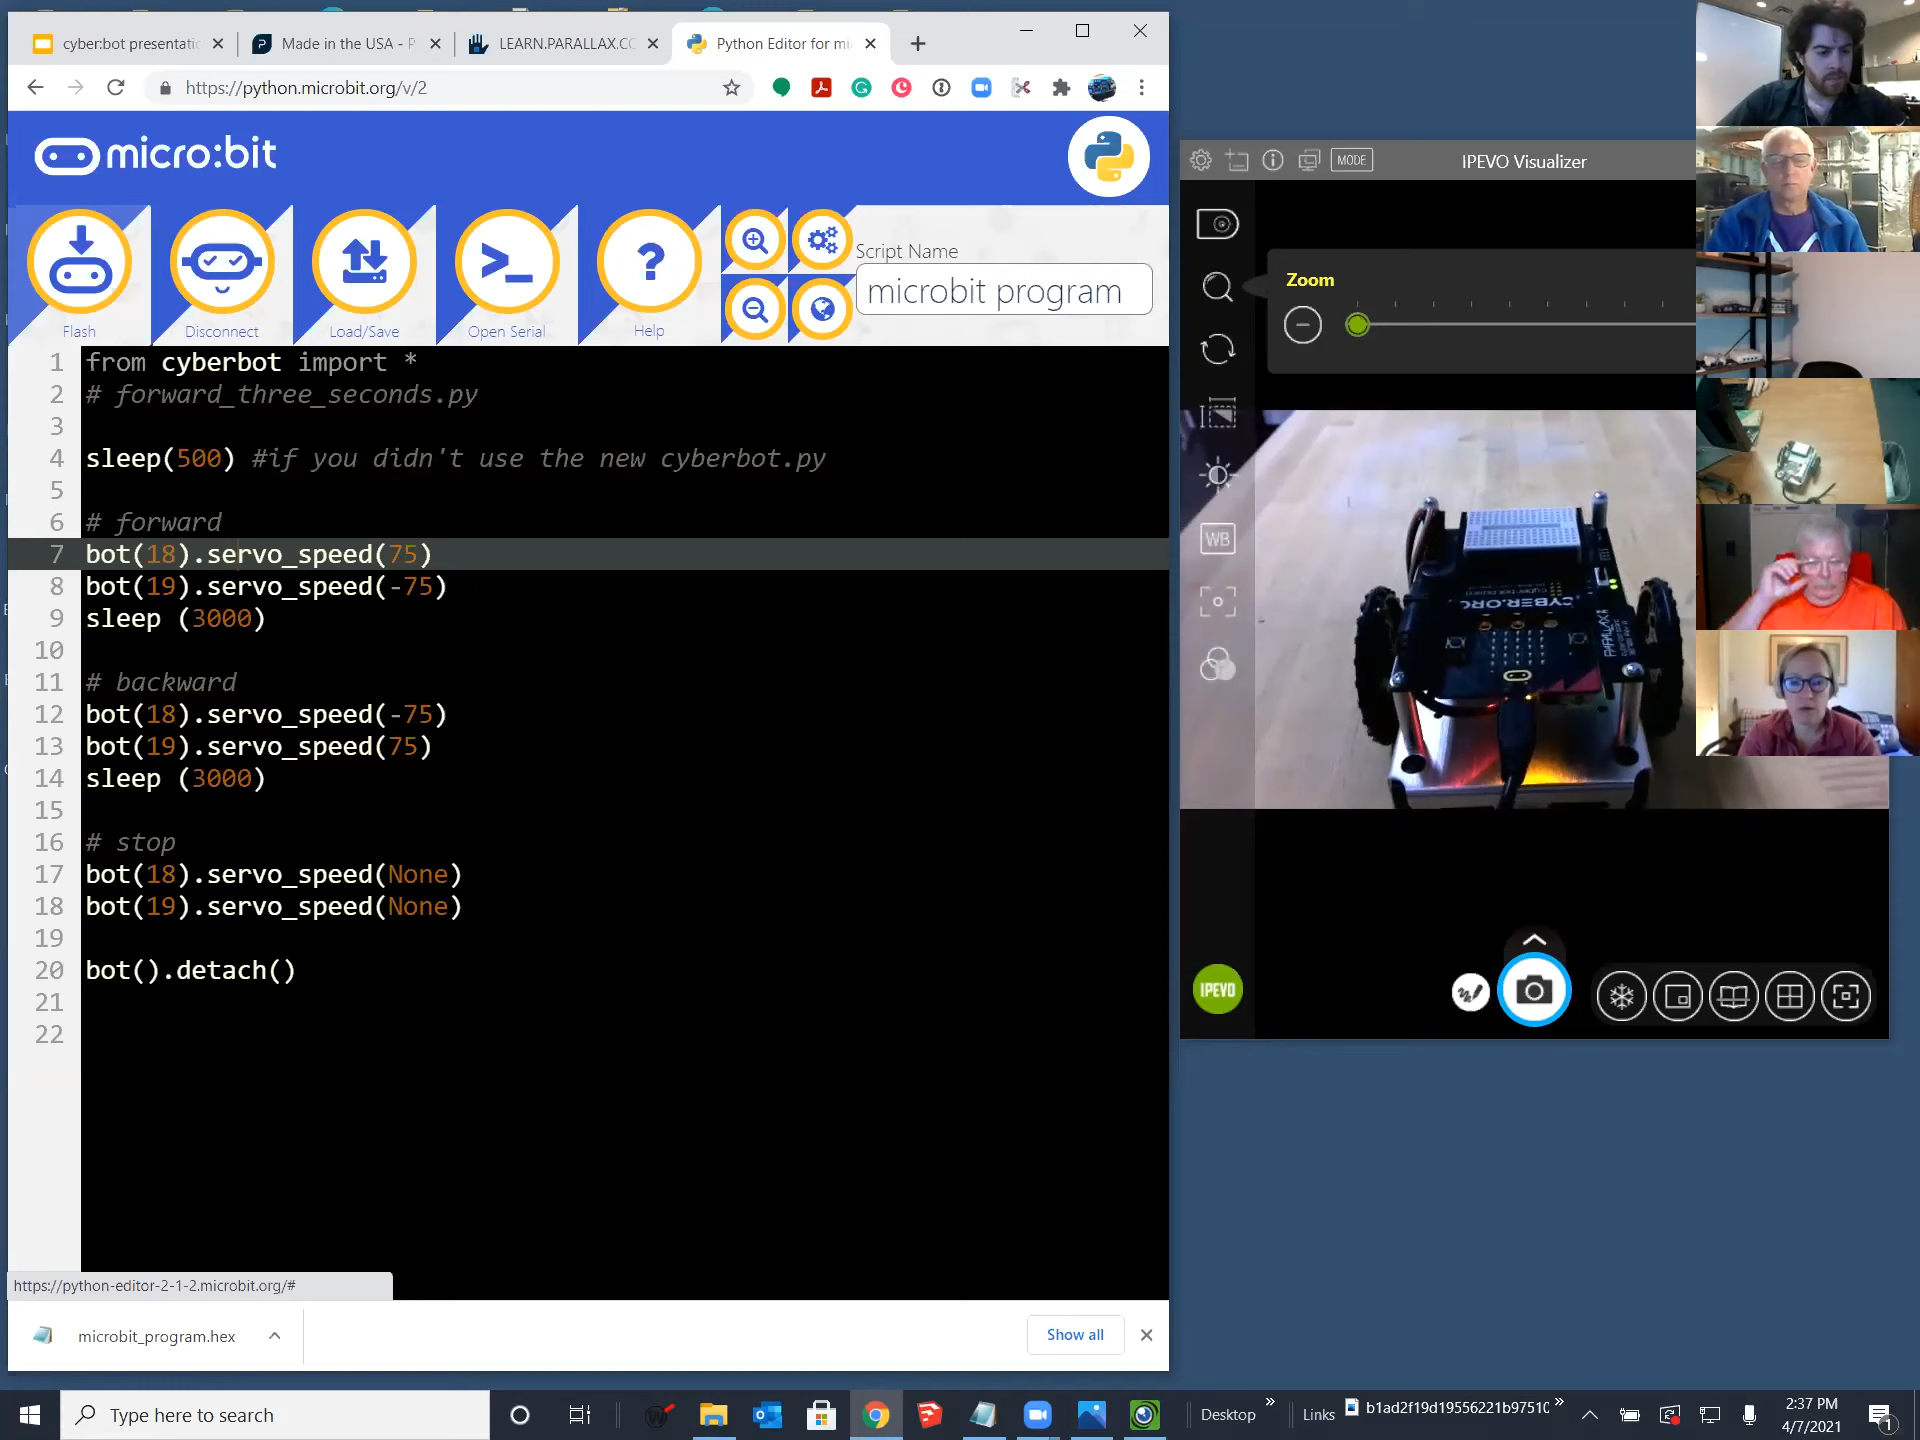 cyber:bot presentatio
Made in the USA - P
LEARN.PARALLAX.CO
Python Editor for mi
https://python.microbit.org/v/2
micro:bit
Flash
Disconnect
Load/Save
Open Serial
Help
Script Name
microbit program
1 from cyberbot import *
2 # forward_three_seconds.py
3
4 sleep(500) #if you didn't use the new cyberbot.py
5
6 # forward
7 bot(18).servo_speed(75)
8 bot(19).servo_speed(-75)
9 sleep (3000)
10
11 # backward
12 bot(18).servo_speed(-75)
13 bot(19).servo_speed(75)
14 sleep (3000)
15
16 # stop
17 bot(18).servo_speed(None)
18 bot(19).servo_speed(None)
19
20 bot().detach()
21
22
https://python-editor-2-1-2.microbit.org/#
microbit_program.hex
Show all
MODE
IPEVO Visualizer
Zoom
WB
CYBER.ORG
PARALLAX
IPEVO
Type here to search
Desktop
Links
b1ad2f19d19556221b9751(
2:37 PM
4/7/2021
1